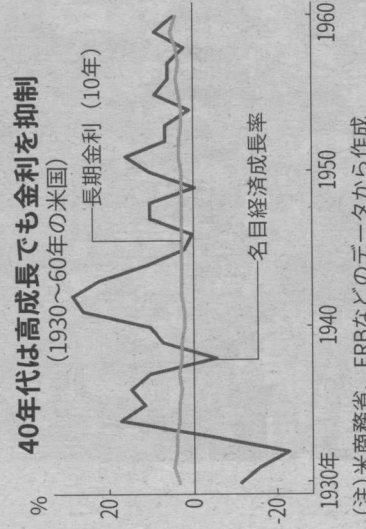 40年代は高成長でも金利を抑制
(1930〜60年の米国)
%
20
0
-20
長期金利（10年）
名目経済成長率
1930年
1940
1950
1960
(注)米商務省、FRBなどのデータから作成